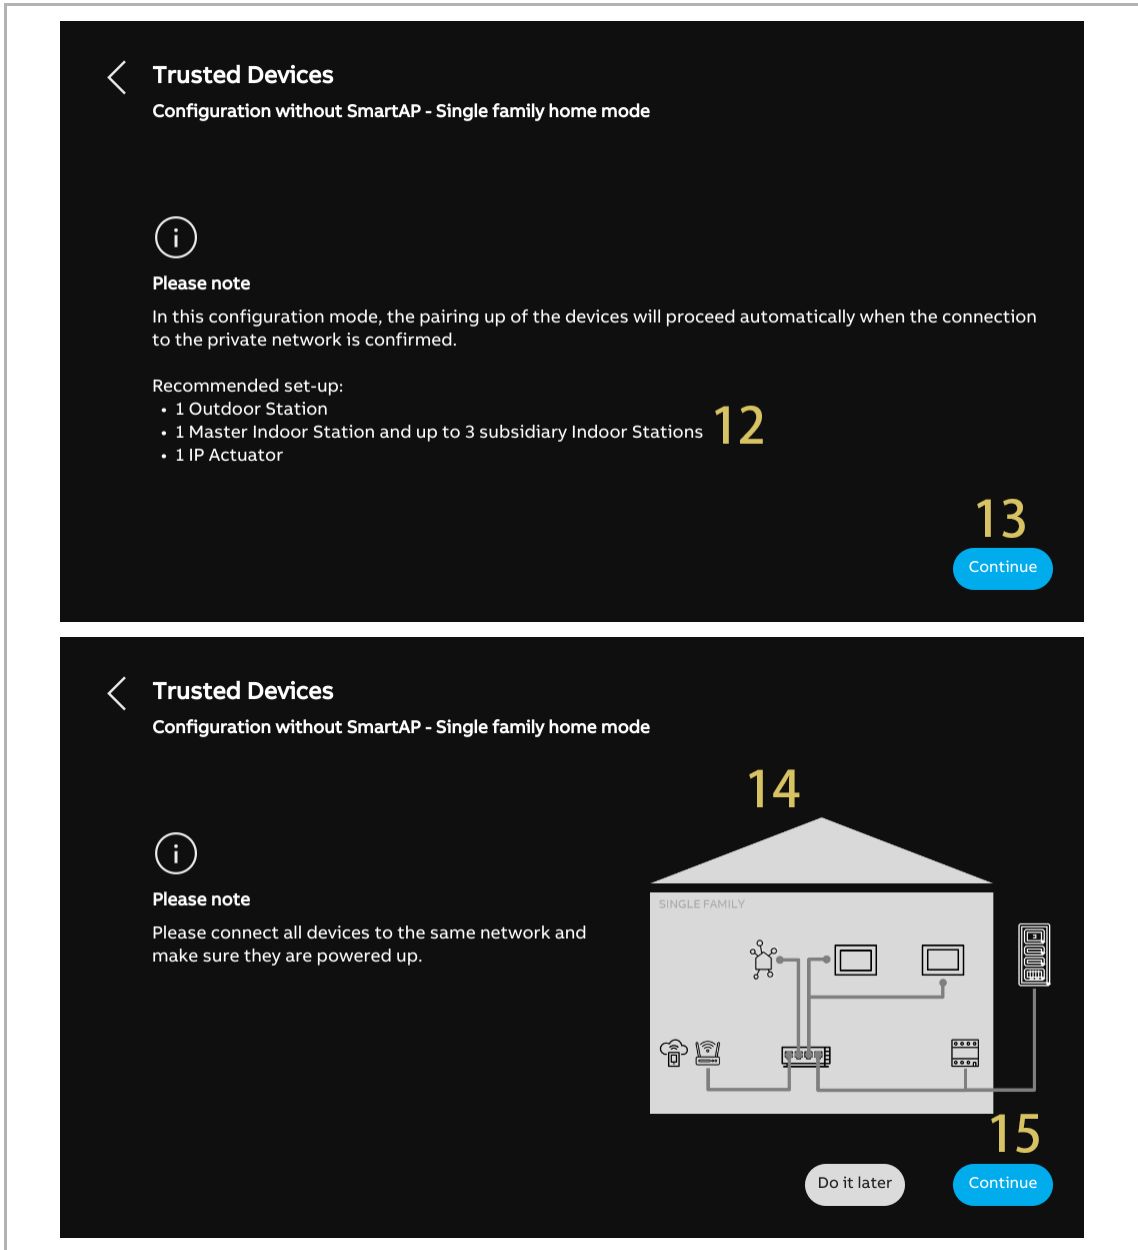 Trusted Devices
Configuration without SmartAP - Single family home mode
Please note
In this configuration mode, the pairing up of the devices will proceed automatically when the connection
to the private network is confirmed.
Recommended set-up:
• 1 Outdoor Station
• 1 Master Indoor Station and up to 3 subsidiary Indoor Stations 12
• 1 IP Actuator
13
Continue
Trusted Devices
Configuration without SmartAP - Single family home mode
14
Please note
Please connect all devices to the same network and
make sure they are powered up.
SINGLE FAMILY
15
Do it later
Continue